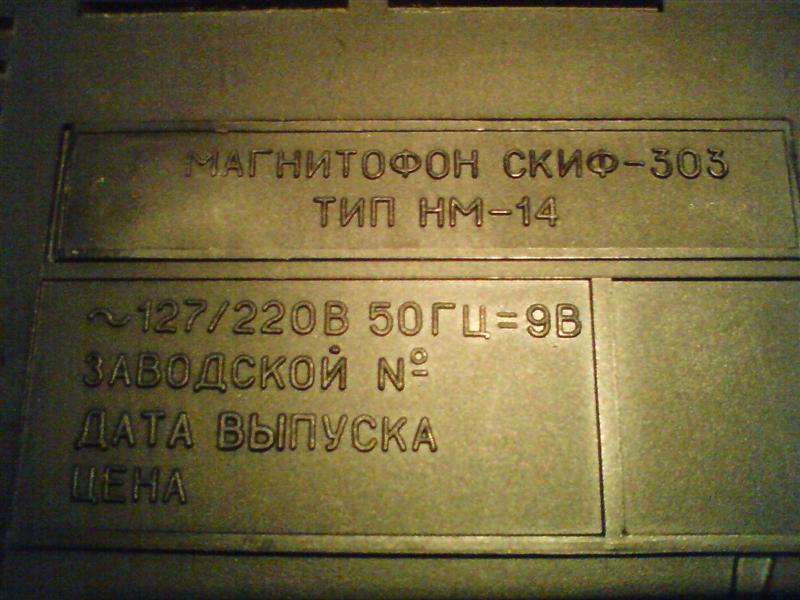 МАГНИТОФОН СКИФ-303
ТИП НМ-14
~127/220В 50ГЦ=9В
ЗАВОДСКОЙ №
ДАТА ВЫПУСКА
ЦЕНА